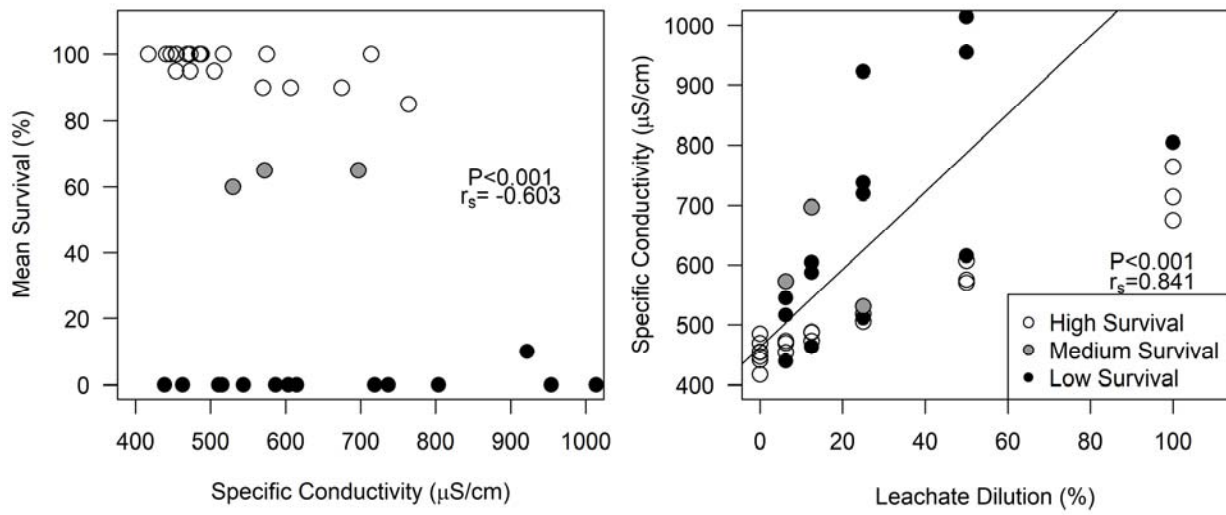 100
80
60
40
20
0
Mean Survival (%)
P<0.001
rs= -0.603
400 500 600 700 800 900 1000
Specific Conductivity (µS/cm)
1000
900
800
700
600
500
400
Specific Conductivity (µS/cm)
P<0.001
rs=0.841
High Survival
Medium Survival
Low Survival
0 20 40 60 80 100
Leachate Dilution (%)